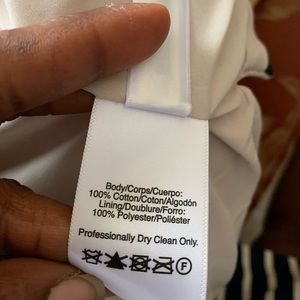 Body/Corps/Cuerpo:
100% Cotton/Coton/Algodón
Lining/Doublure/Forro:
100% Polyester/Poliéster
Professionally Dry Clean Only.
F